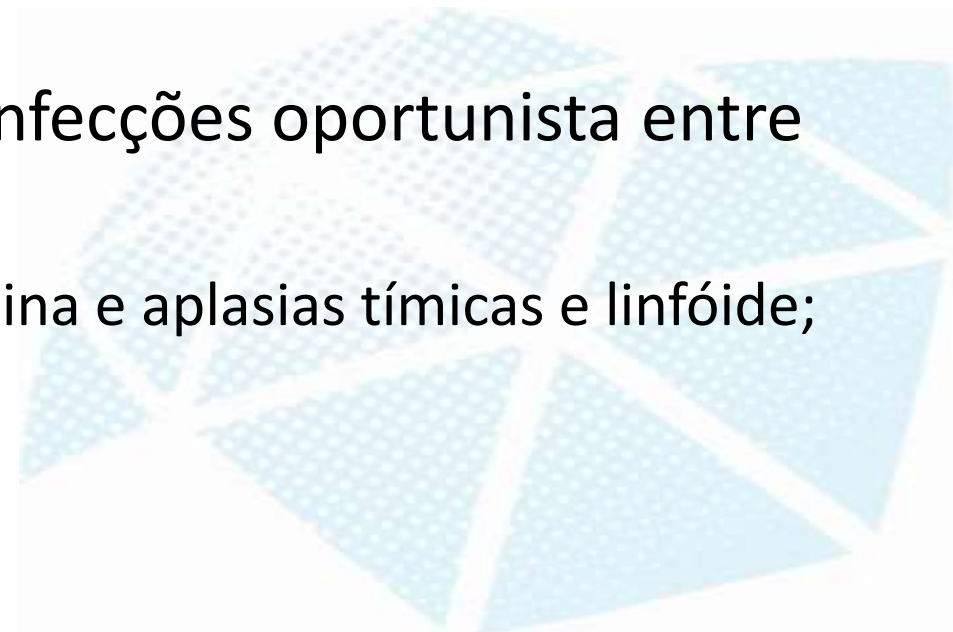 nfecções oportunista entre
ina e aplasias tímicas e linfóide;